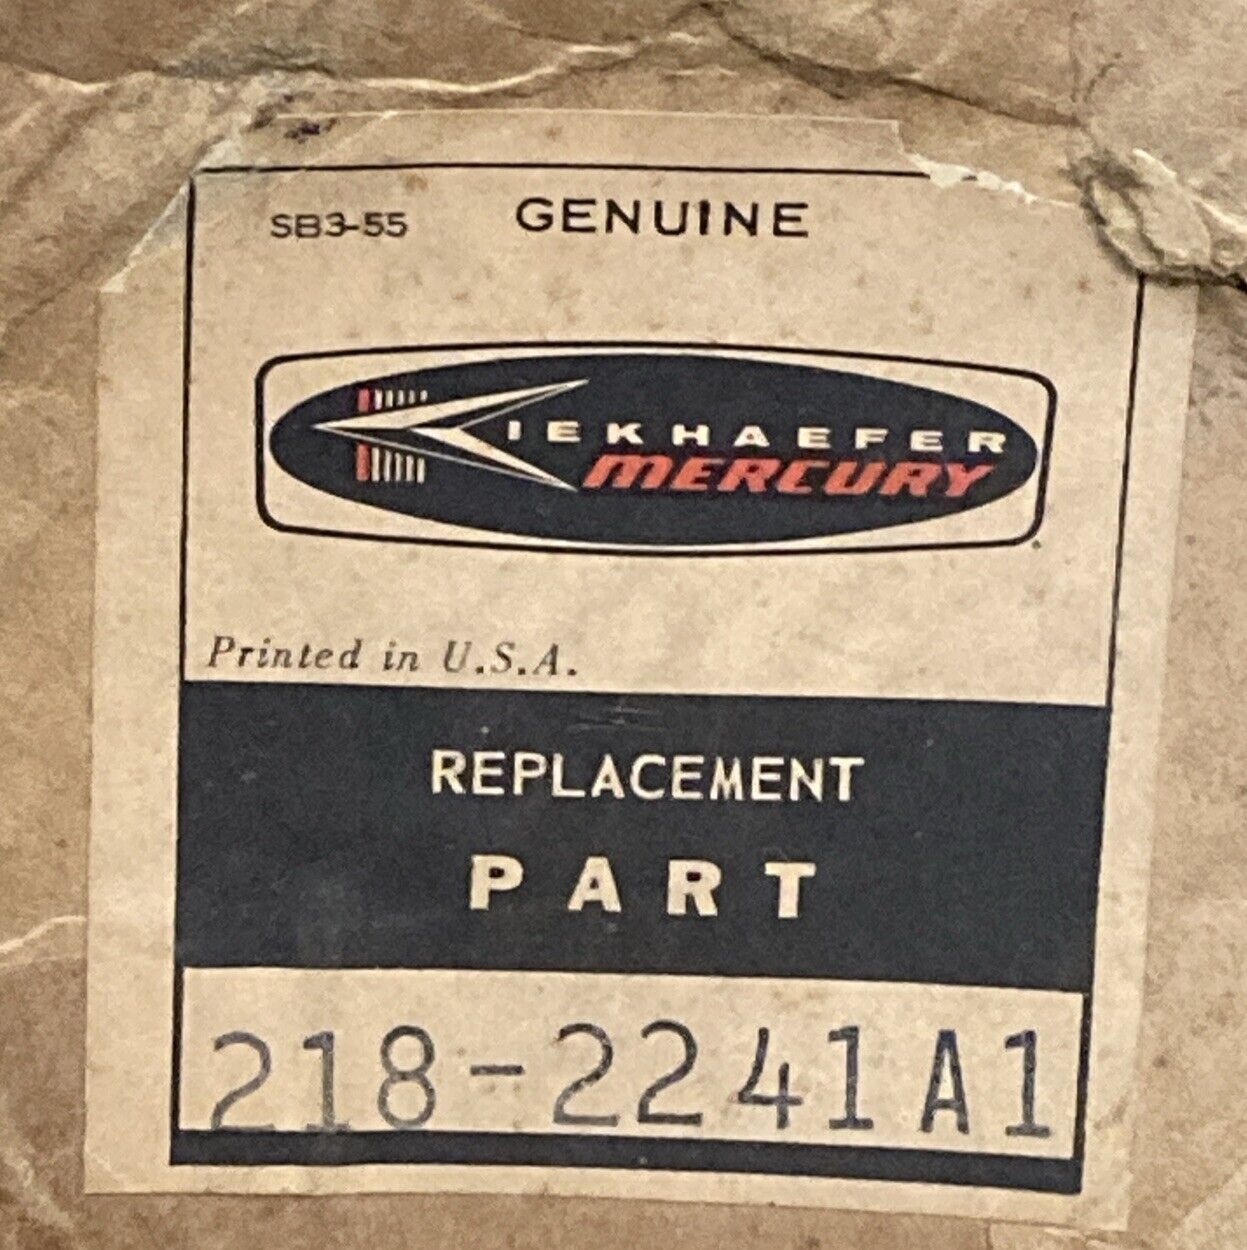 SB3-55 GENUINE
KIEKHAEFER
MERCURY
Printed in U.S.A.
REPLACEMENT
PART
218-2241A1